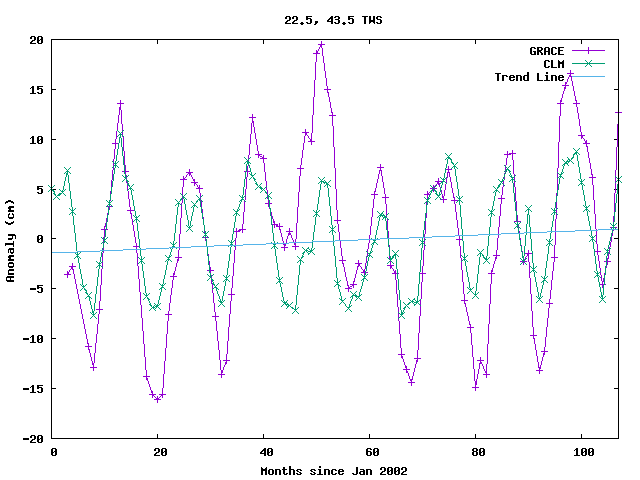 22.5, 43.5 TWS
GRACE
CLM
Trend Line
20
15
10
5
0
-5
-10
-15
-20
Anomaly (cm)
0 20 40 60 80 100
Months since Jan 2002